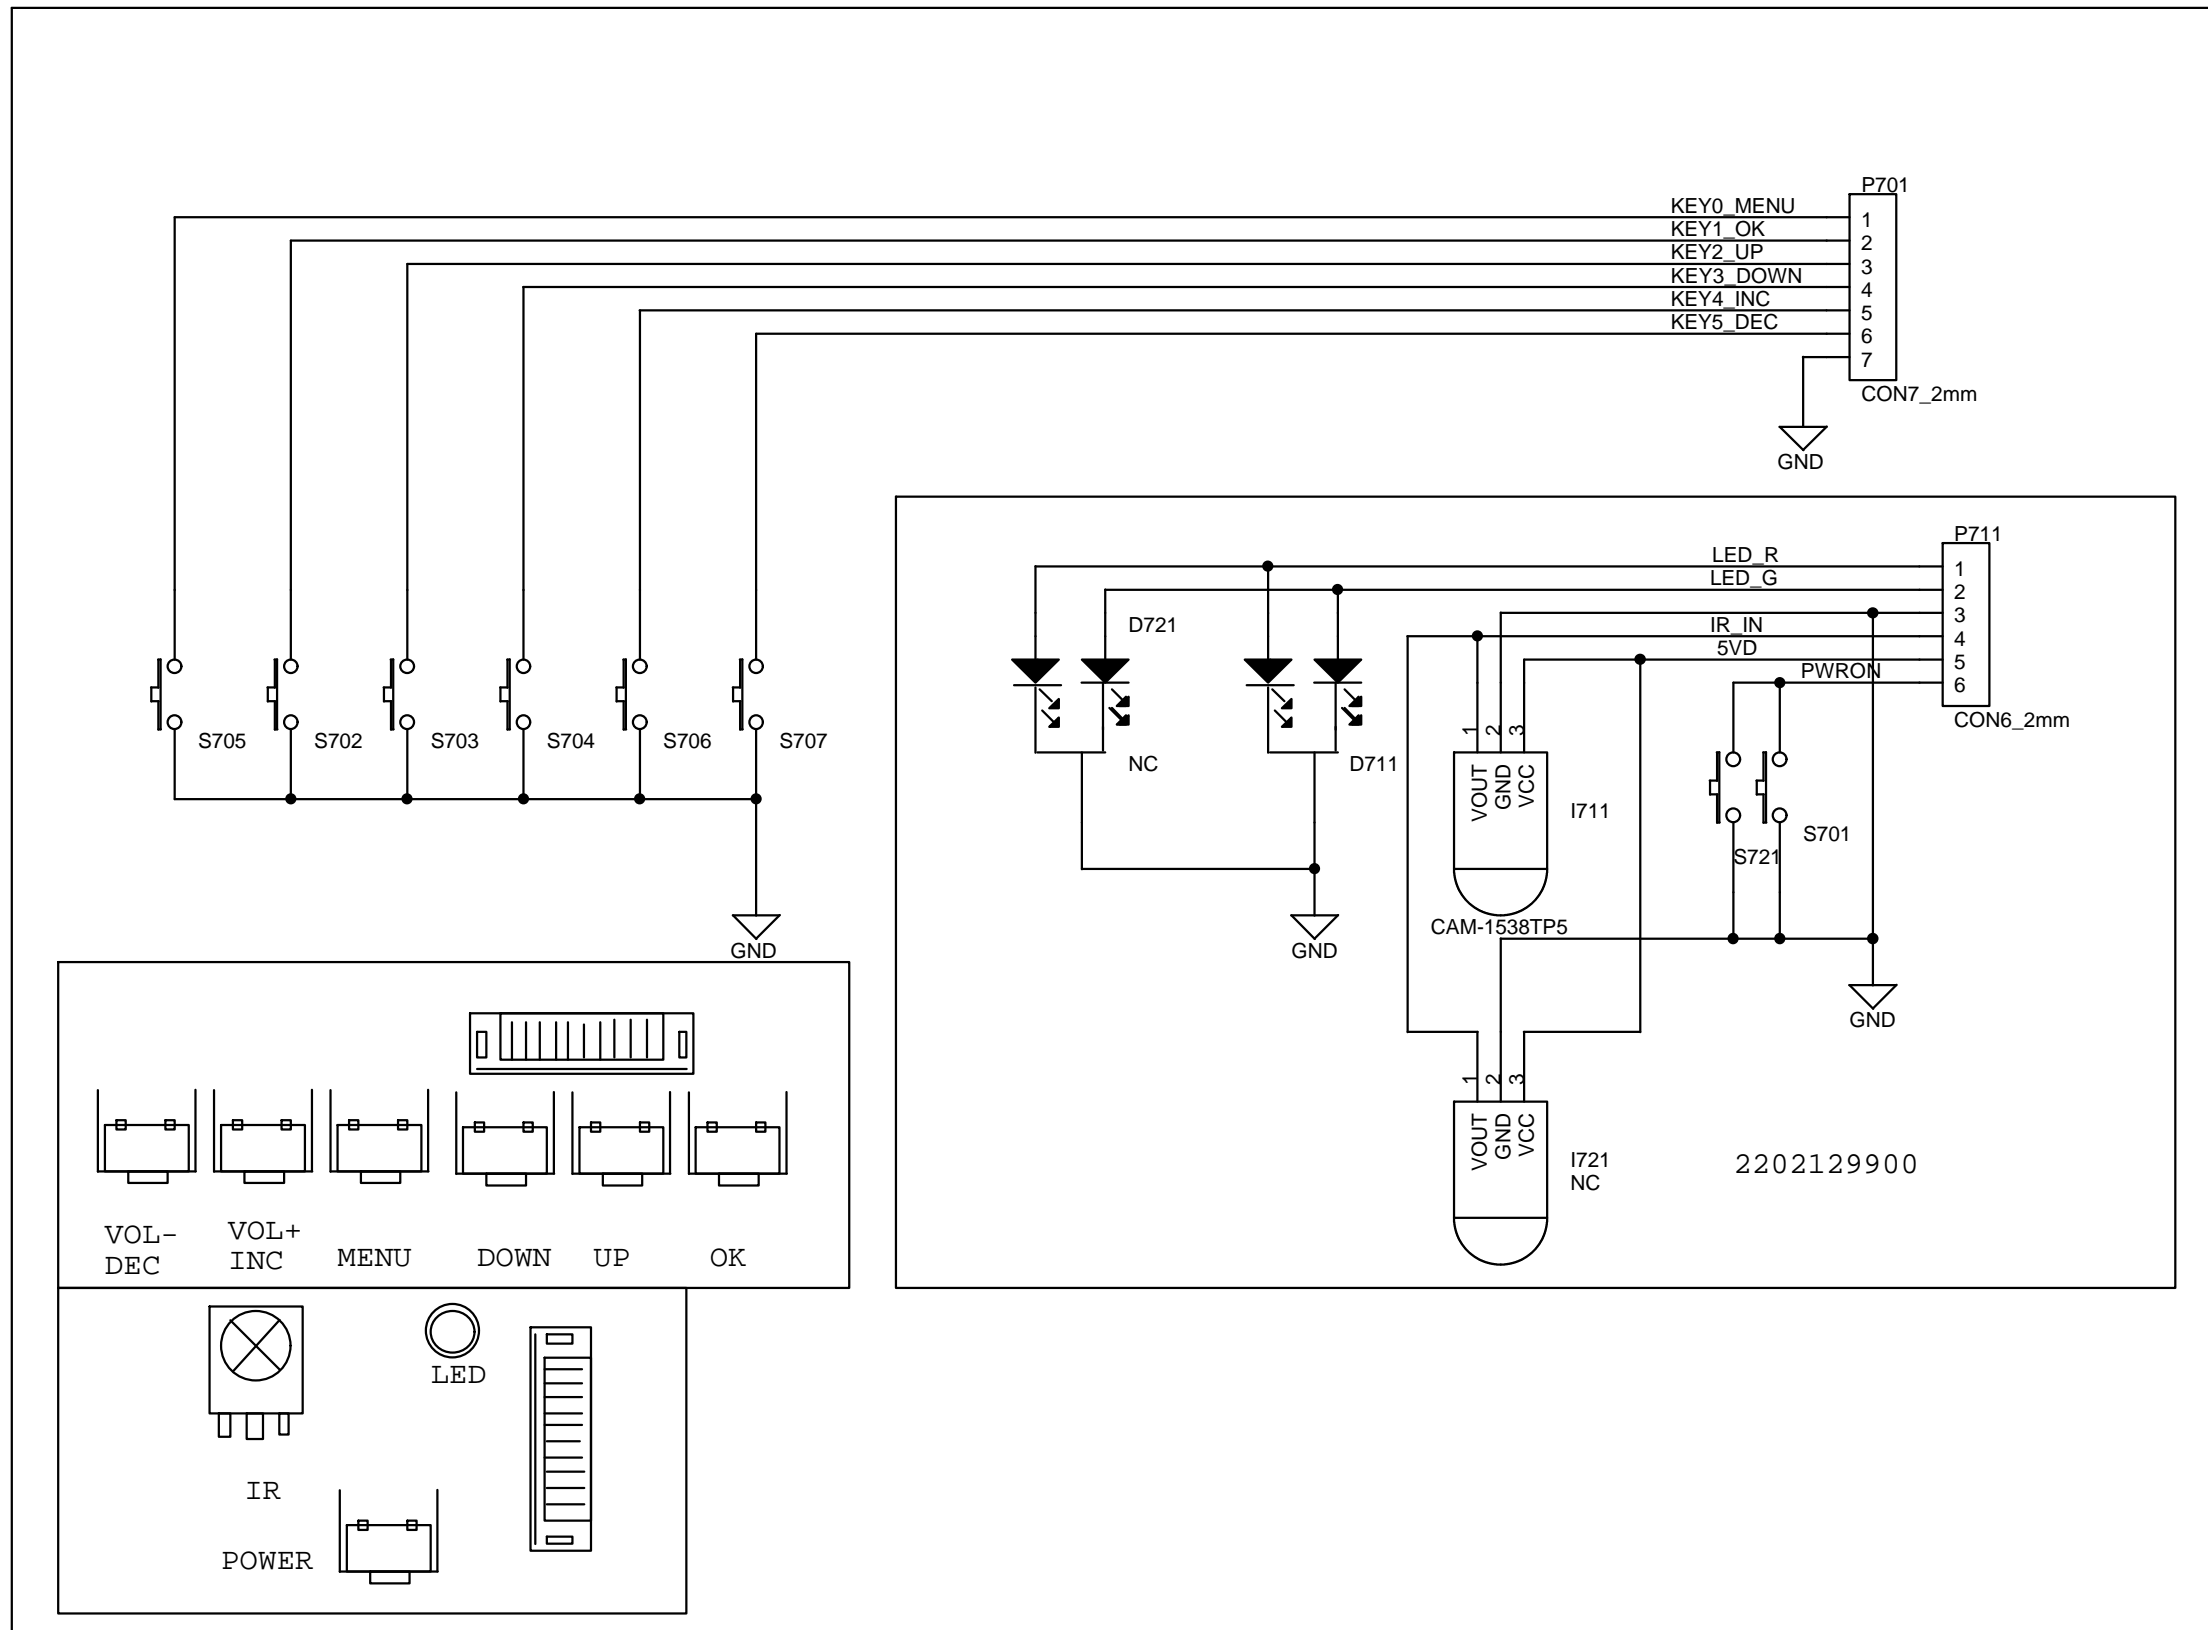 P701
KEY0_MENU
1
KEY1_OK
2
KEY2_UP
3
KEY3_DOWN
4
KEY4_INC
5
KEY5_DEC
6
7
CON7_2mm
GND
P711
LED_R
1
LED_G
2
3
IR_IN
4
5VD
5
PWRON
6
CON6_2mm
D721
NC
D711
S705
S702
S703
S704
S706
S707
GND
1
2
3
VOUT
GND
VCC
I711
CAM-1538TP5
S701
S721
GND
GND
1
2
3
VOUT
GND
VCC
I721
NC
2202129900
VOL-
DEC
VOL+
INC
MENU
DOWN
UP
OK
LED
IR
POWER